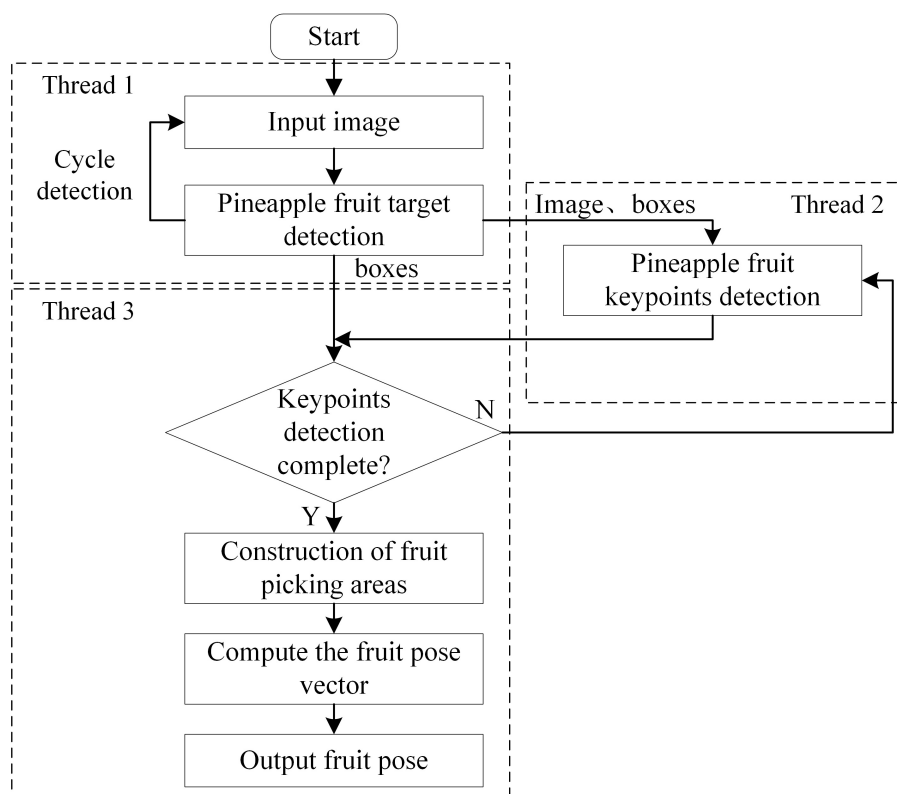 Start
Thread 1
Input image
Cycle
detection
Pineapple fruit target
detection
Image、boxes
Thread 2
boxes
Pineapple fruit
keypoints detection
Thread 3
Keypoints
detection
complete?
N
Y
Construction of fruit
picking areas
Compute the fruit pose
vector
Output fruit pose